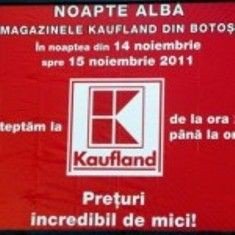 NOAPTE ALBA
MAGAZINELE KAUFLAND DIN BOTOȘ
În noaptea din 14 noiembrie
spre 15 noiembrie 2011
teptăm la
de la ora
până la or
Kaufland
Prețuri
incredibil de mici!